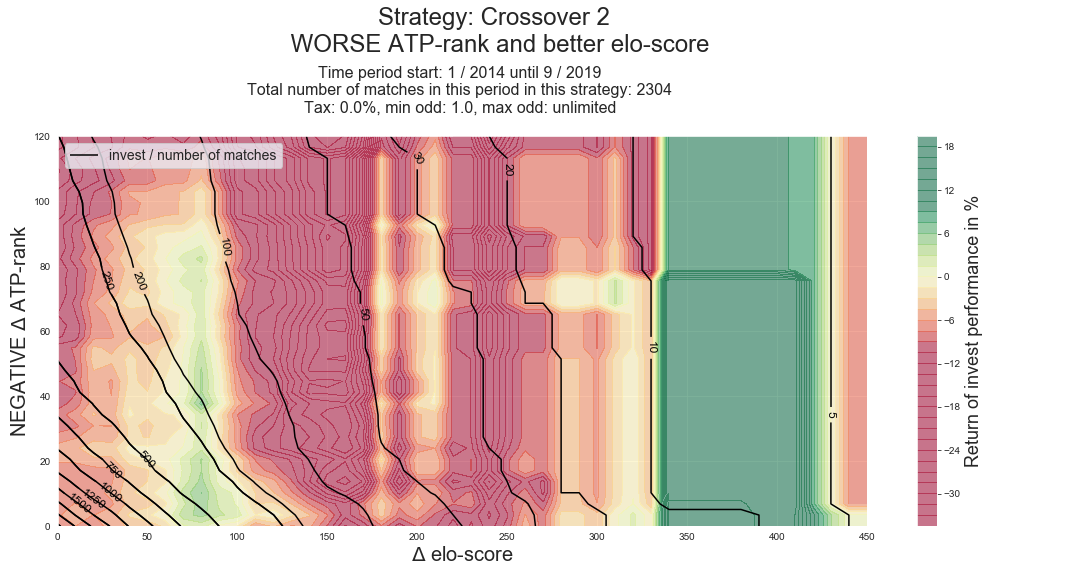 Strategy: Crossover 2
WORSE ATP-rank and better elo-score
Time period start: 1 / 2014 until 9 / 2019
Total number of matches in this period in this strategy: 2304
Tax: 0.0%, min odd: 1.0, max odd: unlimited
invest / number of matches
NEGATIVE Δ ATP-rank
120
100
80
60
40
20
0
0 50 100 150 200 250 300 350 400 450
Δ elo-score
1500
1250
1000
750
500
250
200
100
50
30
20
10
5
18
12
6
0
−6
−12
−18
−24
−30
Return of invest performance in %